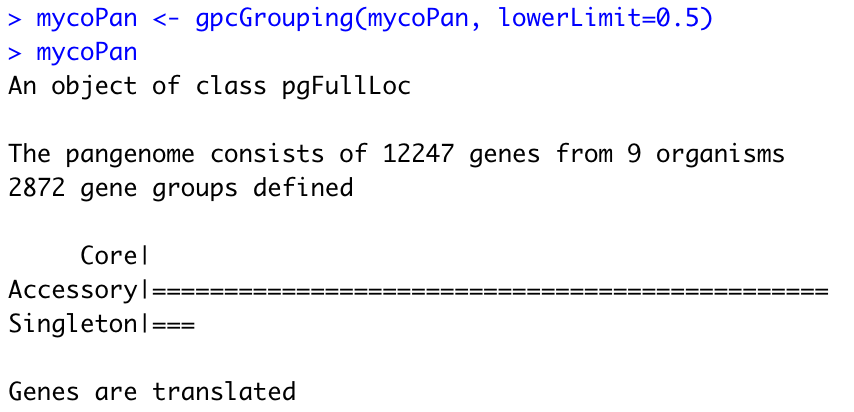 > mycoPan <- gpcGrouping(mycoPan, lowerLimit=0.5)
> mycoPan
An object of class pgFullLoc
The pangenome consists of 12247 genes from 9 organisms
2872 gene groups defined
Core|
Accessory|===============================================
Singleton|===
Genes are translated